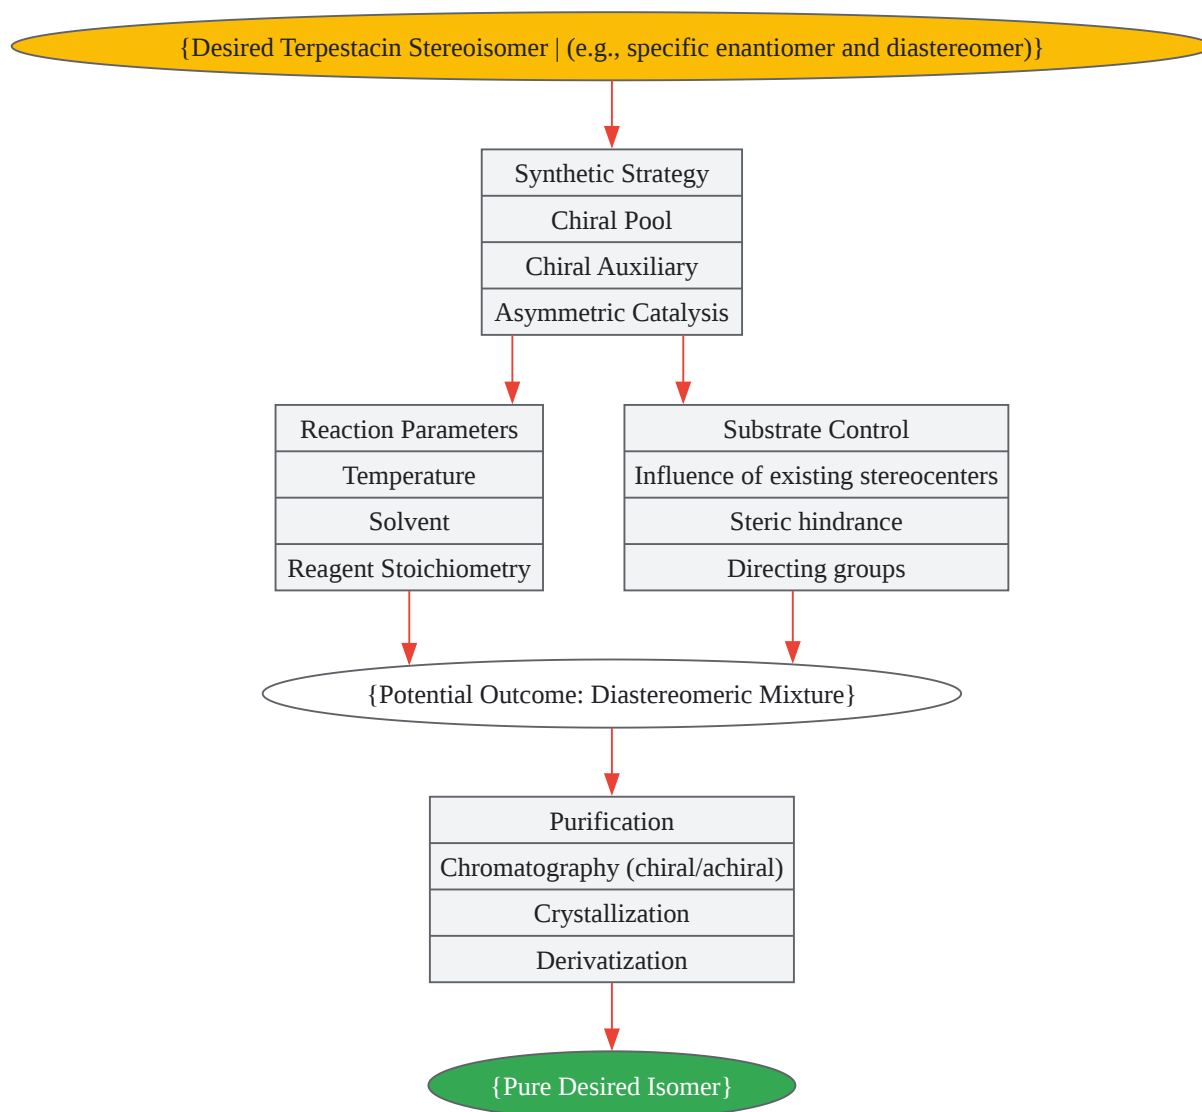 {Desired Terpestacin Stereoisomer | (e.g., specific enantiomer and diastereomer)}
Synthetic Strategy
Chiral Pool
Chiral Auxiliary
Asymmetric Catalysis
Reaction Parameters
Temperature
Solvent
Reagent Stoichiometry
Substrate Control
Influence of existing stereocenters
Steric hindrance
Directing groups
{Potential Outcome: Diastereomeric Mixture}
Purification
Chromatography (chiral/achiral)
Crystallization
Derivatization
{Pure Desired Isomer}